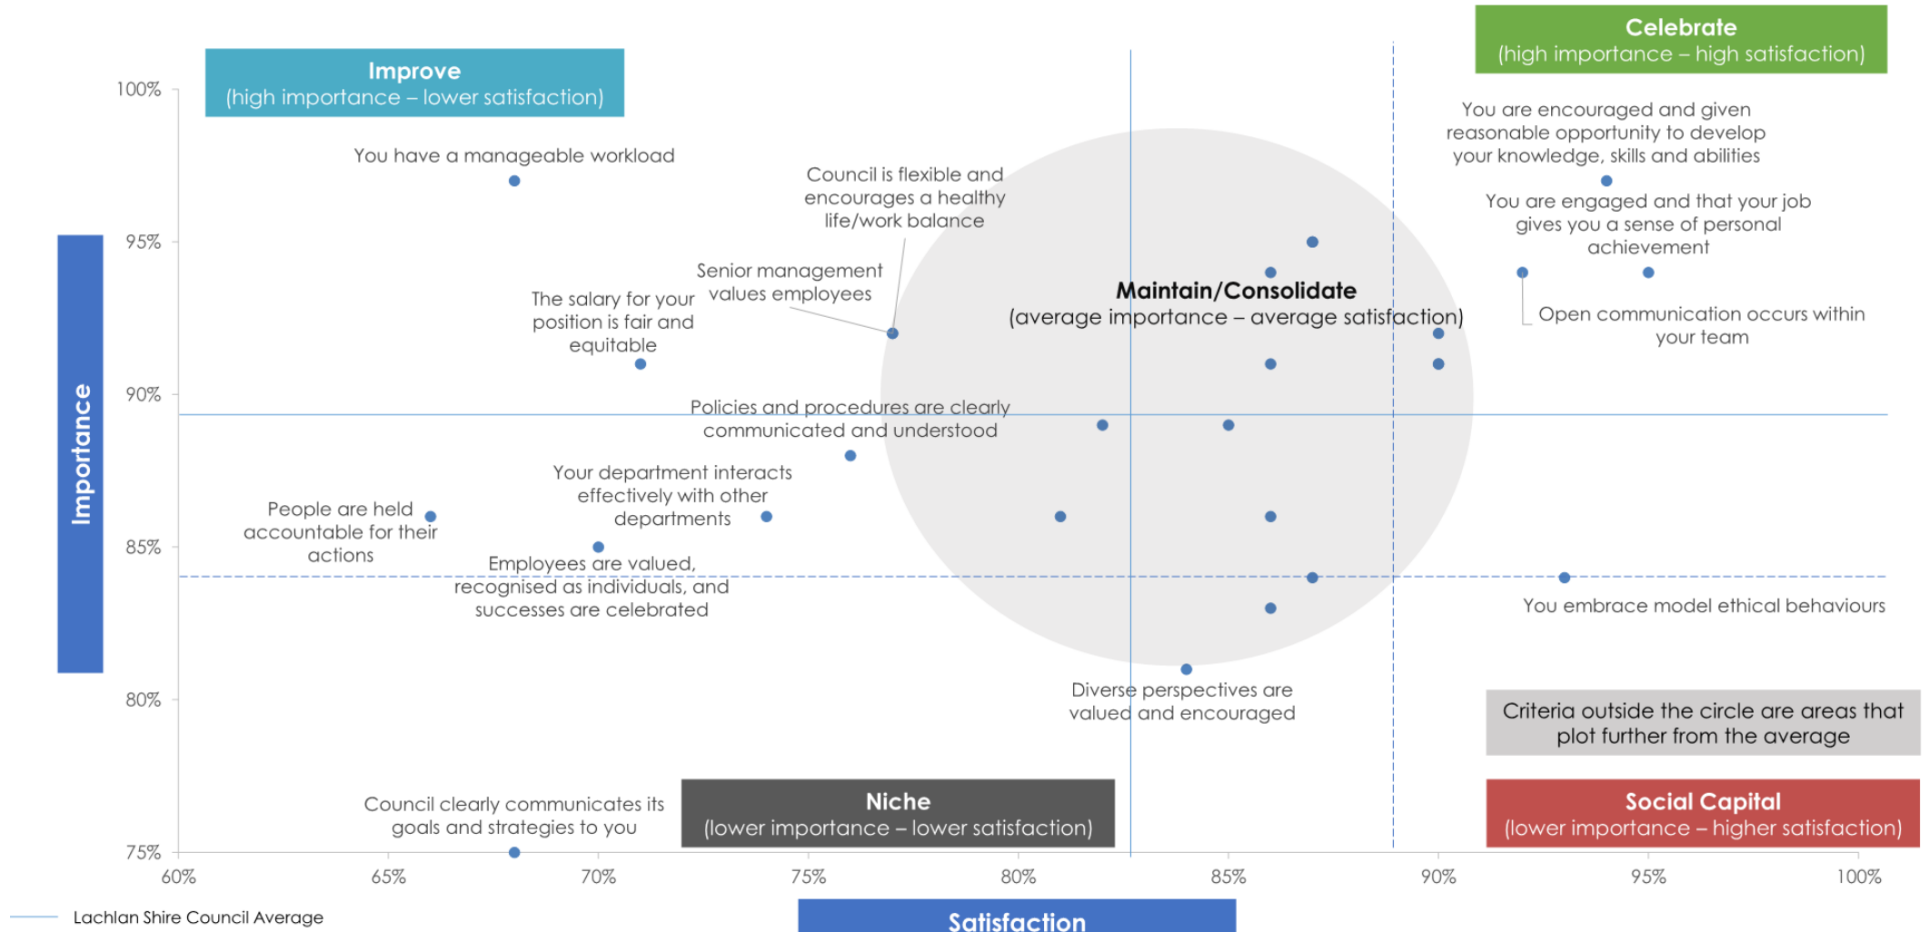 Celebrate
(high importance – high satisfaction)
Improve
(high importance – lower satisfaction)
100%
You are encouraged and given
reasonable opportunity to develop
your knowledge, skills and abilities
You have a manageable workload
Council is flexible and
encourages a healthy
life/work balance
You are engaged and that your job
gives you a sense of personal
achievement
95%
Senior management
values employees
Maintain/Consolidate
(average importance – average satisfaction)
The salary for your
position is fair and
equitable
Open communication occurs within
your team
Importance
90%
Policies and procedures are clearly
communicated and understood
Your department interacts
effectively with other
departments
People are held
accountable for their
actions
85%
Employees are valued,
recognised as individuals, and
successes are celebrated
You embrace model ethical behaviours
80%
Diverse perspectives are
valued and encouraged
Criteria outside the circle are areas that
plot further from the average
Council clearly communicates its
goals and strategies to you
Niche
(lower importance – lower satisfaction)
Social Capital
(lower importance – higher satisfaction)
75%
60%
65%
70%
75%
80%
85%
90%
95%
100%
Lachlan Shire Council Average
Satisfaction